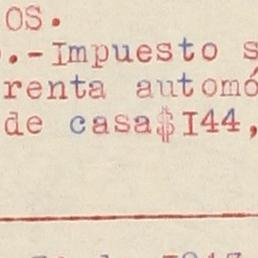 os.
.-Impuesto s
renta automó
de casa$I44,